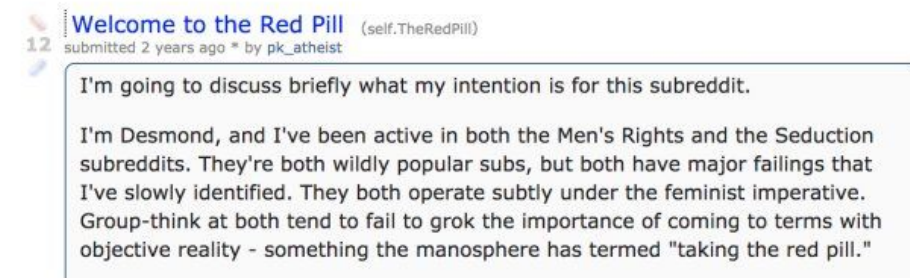 Welcome to the Red Pill (self.TheRedPill)
12 submitted 2 years ago * by pk_atheist
I'm going to discuss briefly what my intention is for this subreddit.
I'm Desmond, and I've been active in both the Men's Rights and the Seduction
subreddits. They're both wildly popular subs, but both have major failings that
I've slowly identified. They both operate subtly under the feminist imperative.
Group-think at both tend to fail to grok the importance of coming to terms with
objective reality - something the manosphere has termed "taking the red pill."